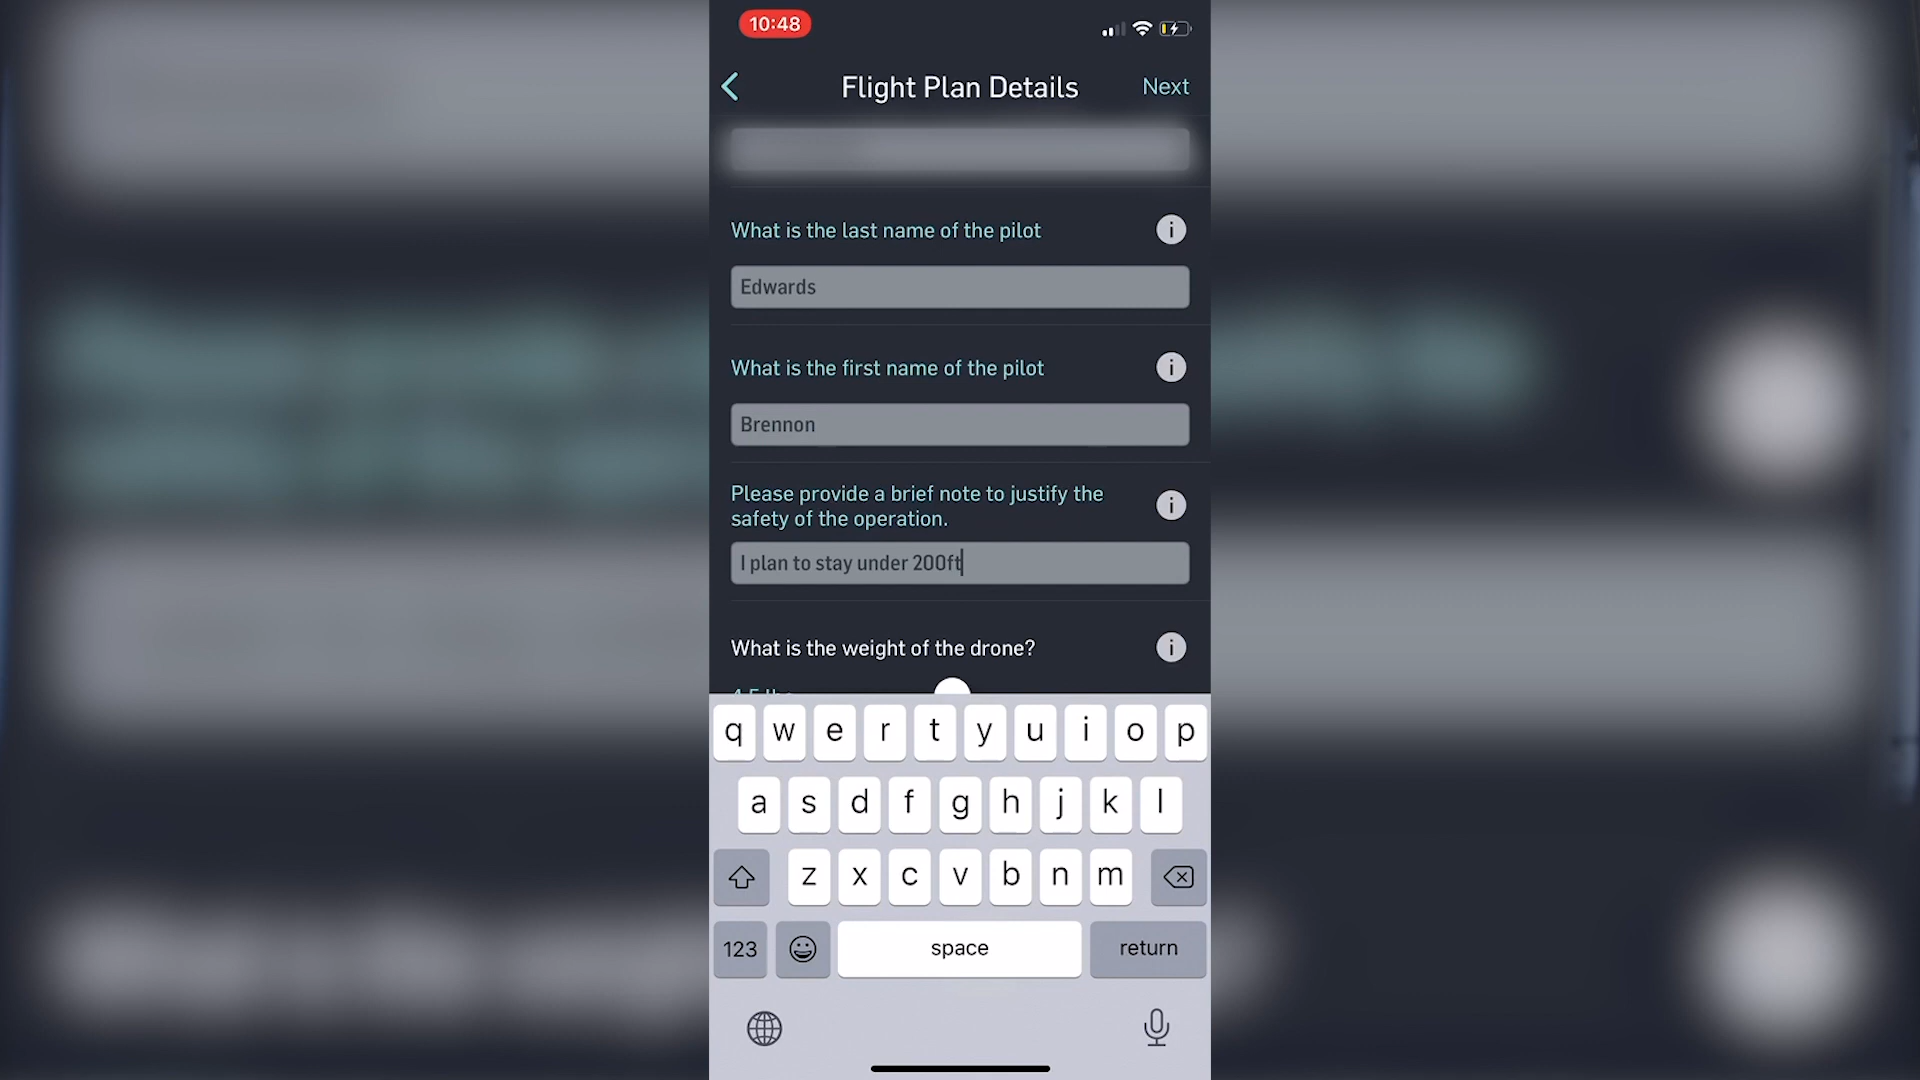 10:48
Flight Plan Details
Next
What is the last name of the pilot
i
Edwards
What is the first name of the pilot
i
Brennon
Please provide a brief note to justify the
safety of the operation.
i
I plan to stay under 200ft
What is the weight of the drone?
i
q w e r t y u i o p
a s d f g h j k l
z x c v b n m
123
space
return